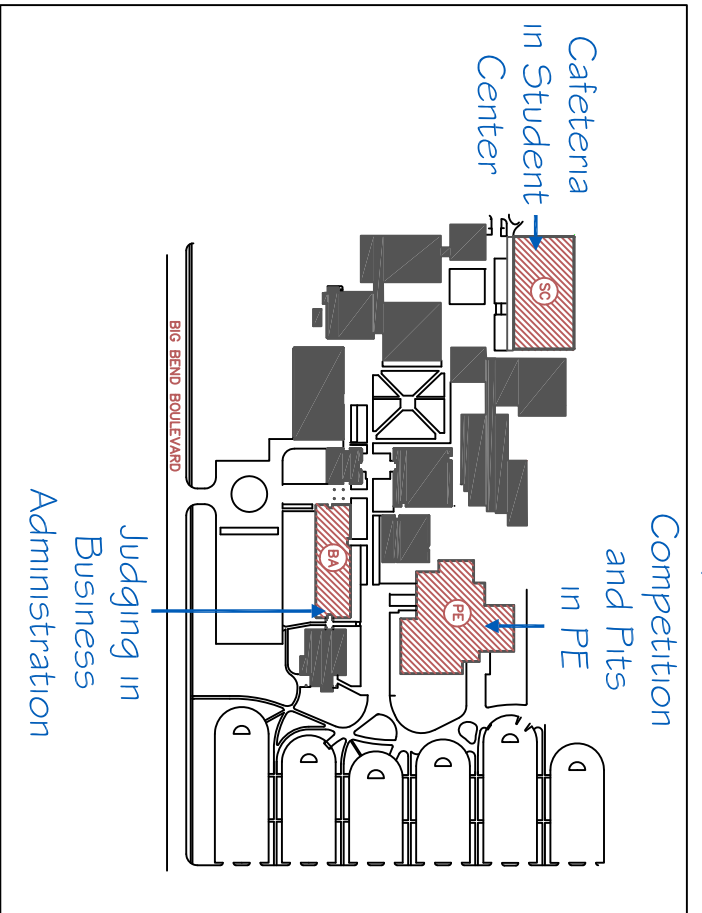 Cafeteria
in Student
Center
SC
Competition
and Pits
in PE
PE
BA
BIG BEND BOULEVARD
Judging in
Business
Administration